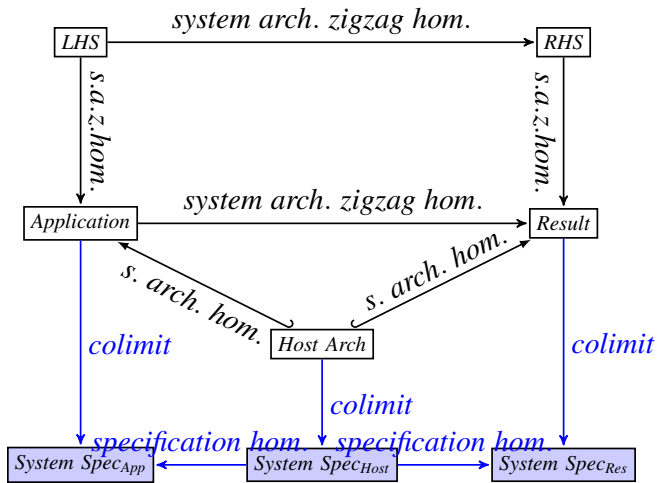 system arch. zigzag hom.
LHS
RHS
s.a.z.hom.
s.a.z.hom.
system arch. zigzag hom.
Application
Result
s. arch. hom.
s. arch. hom.
Host Arch
colimit
colimit
colimit
specification hom.
specification hom.
System Spec_App
System Spec_Host
System Spec_Res